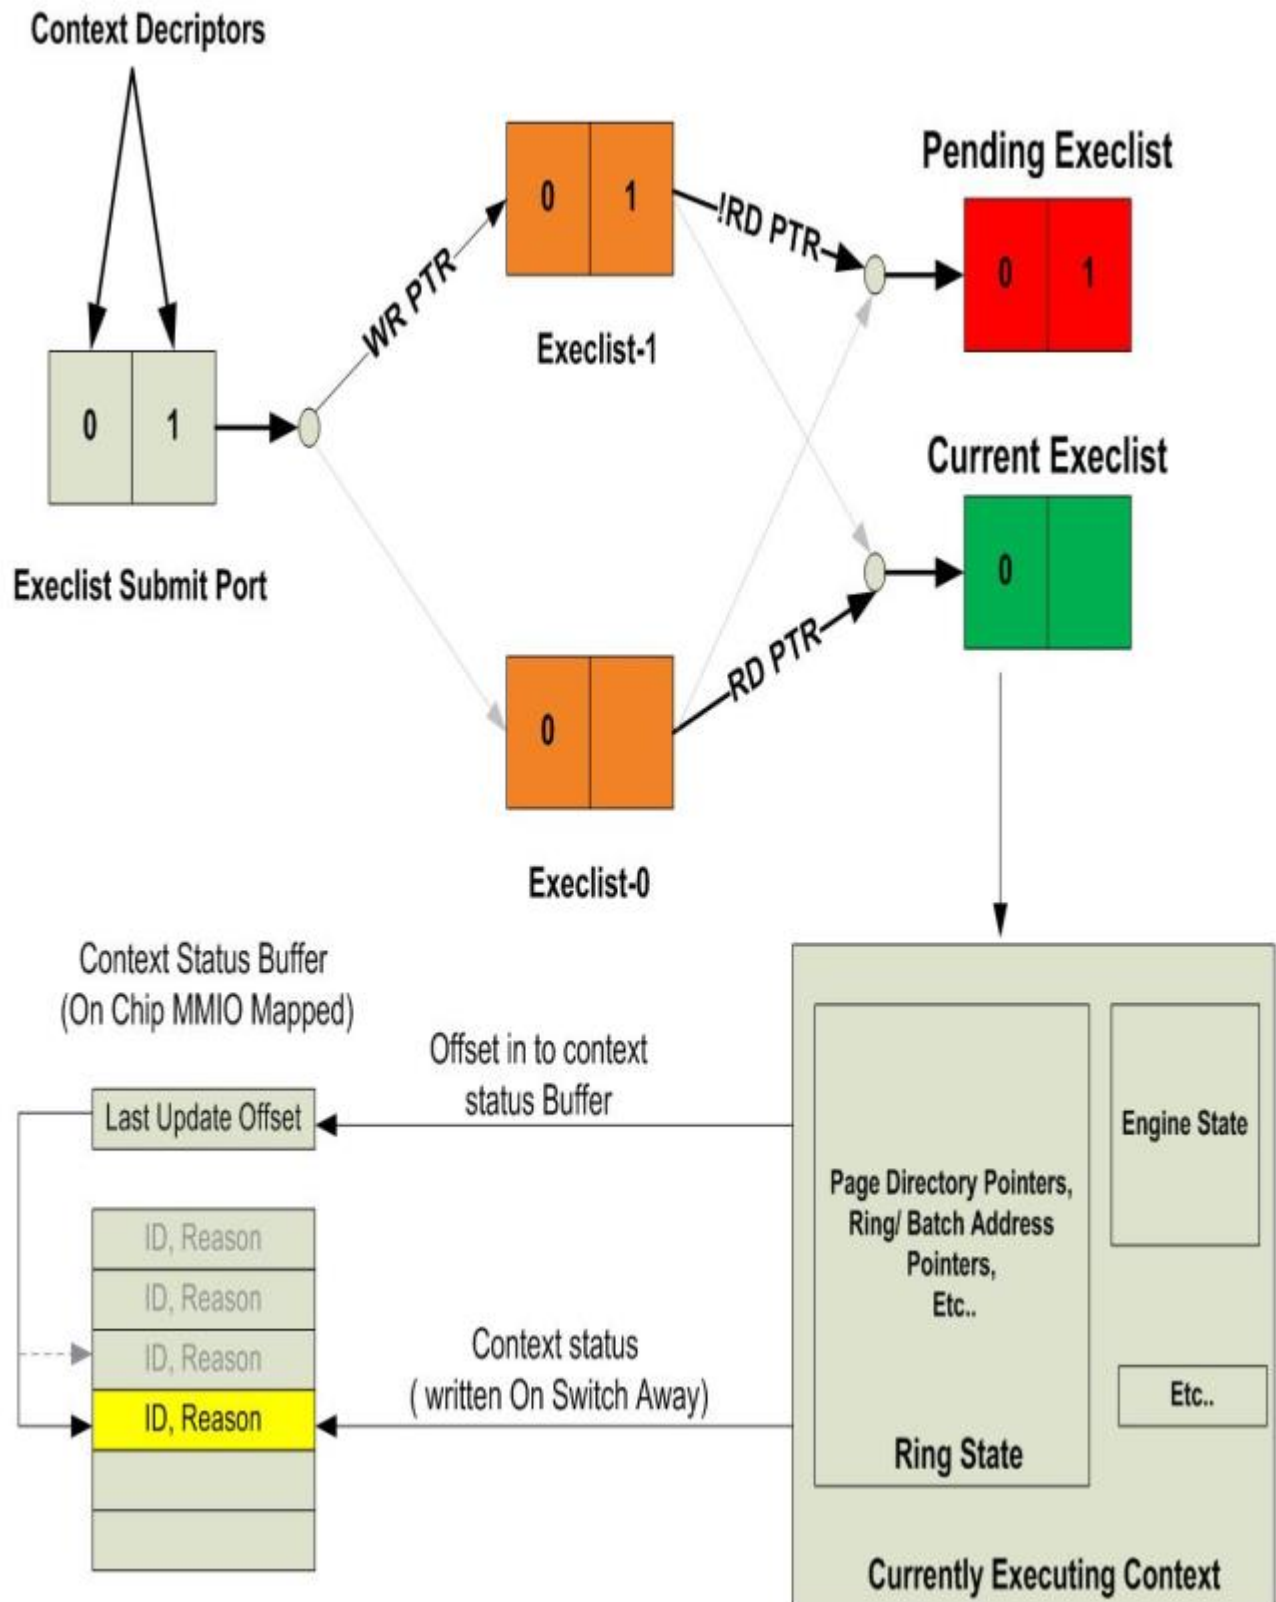 Context Decriptors
0 1
Execlist Submit Port
WR PTR
0 1
Execlist-1
!RD PTR
Pending Execlist
0 1
Current Execlist
0
RD PTR
0
Execlist-0
Context Status Buffer
(On Chip MMIO Mapped)
Last Update Offset
Offset in to context
status Buffer
ID, Reason
ID, Reason
ID, Reason
ID, Reason
Context status
( written On Switch Away)
Page Directory Pointers,
Ring/ Batch Address
Pointers,
Etc..
Ring State
Engine State
Etc..
Currently Executing Context